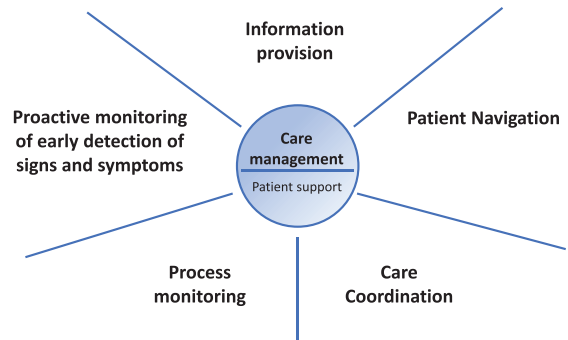 Information
provision
Proactive monitoring
of early detection of
signs and symptoms
Patient Navigation
Care
management
Patient support
Process
monitoring
Care
Coordination